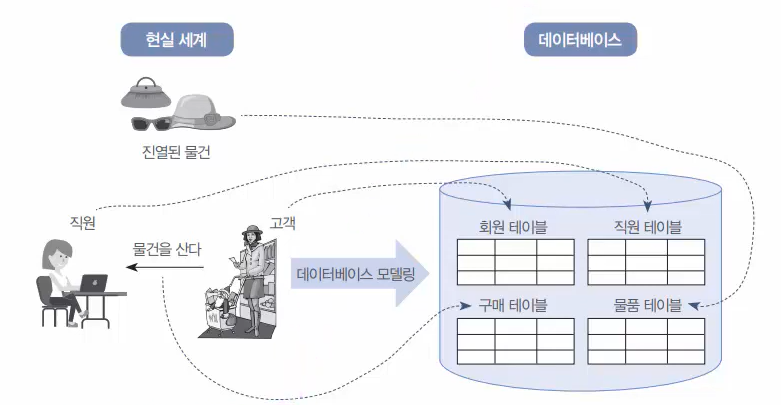 현실 세계
데이터베이스
진열된 물건
직원
고객
물건을 산다
데이터베이스 모델링
회원 테이블
직원 테이블
구매 테이블
물품 테이블